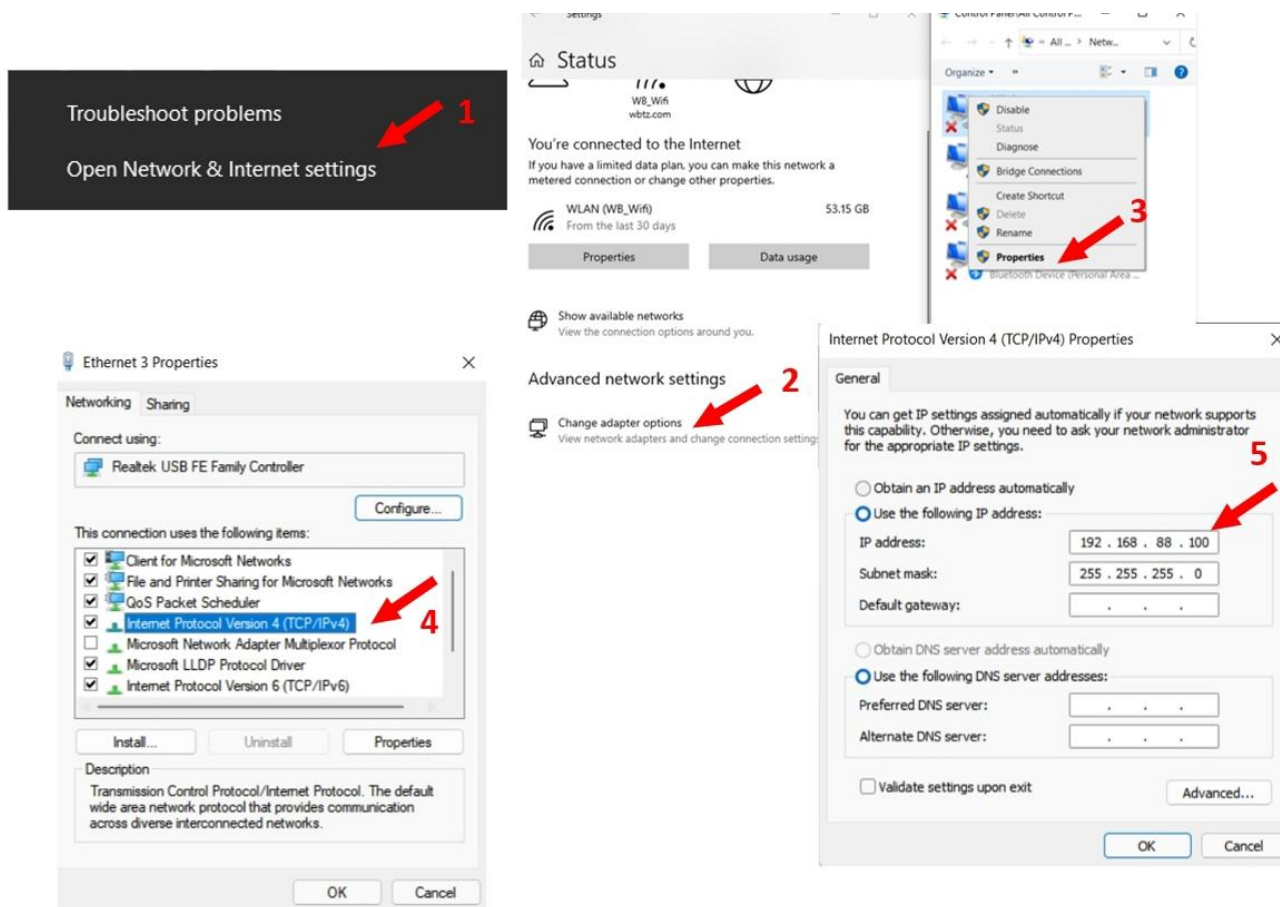 Troubleshoot problems
Open Network & Internet settings
1
Settings
Status
WB_Wifi
wbtz.com
You're connected to the Internet
If you have a limited data plan, you can make this network a
metered connection or change other properties.
WLAN (WB_Wifi)
53.15 GB
From the last 30 days
Properties
Data usage
Show available networks
View the connection options around you.
Advanced network settings
2
Change adapter options
View network adapters and change connection settings
Control Panel\All Control P...
All ... > Netw...
Organize
Disable
Status
Diagnose
Bridge Connections
Create Shortcut
Delete
Rename
3
Properties
Bluetooth Device (Personal Area ...
Ethernet 3 Properties
Networking
Sharing
Connect using:
Realtek USB FE Family Controller
Configure...
This connection uses the following items:
Client for Microsoft Networks
File and Printer Sharing for Microsoft Networks
QoS Packet Scheduler
Internet Protocol Version 4 (TCP/IPv4)
4
Microsoft Network Adapter Multiplexor Protocol
Microsoft LLDP Protocol Driver
Internet Protocol Version 6 (TCP/IPv6)
Install...
Uninstall
Properties
Description
Transmission Control Protocol/Internet Protocol. The default
wide area network protocol that provides communication
across diverse interconnected networks.
OK
Cancel
Internet Protocol Version 4 (TCP/IPv4) Properties
General
You can get IP settings assigned automatically if your network supports
this capability. Otherwise, you need to ask your network administrator
for the appropriate IP settings.
5
Obtain an IP address automatically
Use the following IP address:
IP address:
192 . 168 . 88 . 100
Subnet mask:
255 . 255 . 255 . 0
Default gateway:
. . .
Obtain DNS server address automatically
Use the following DNS server addresses:
Preferred DNS server:
. . .
Alternate DNS server:
. . .
Validate settings upon exit
Advanced...
OK
Cancel